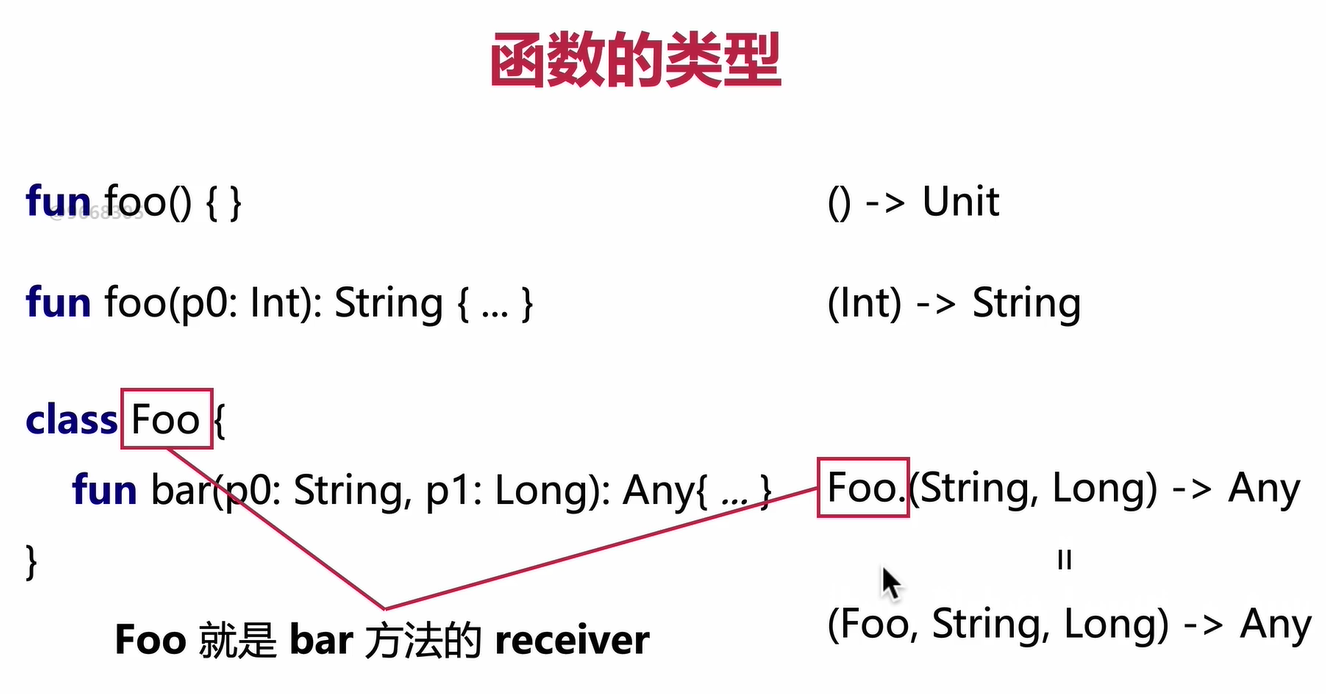 函数的类型
fun foo() { }
() -> Unit
fun foo(p0: Int): String { ... }
(Int) -> String
class Foo {
fun bar(p0: String, p1: Long): Any{ ... }
Foo.(String, Long) -> Any
}
=
(Foo, String, Long) -> Any
Foo 就是 bar 方法的 receiver